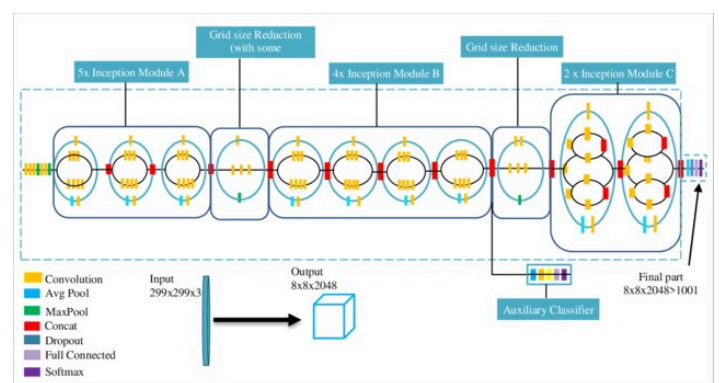 Grid size Reduction
(with some
Grid size Reduction
5x Inception Module A
4x Inception Module B
2 x Inception Module C
Convolution
Avg Pool
MaxPool
Concat
Dropout
Full Connected
Softmax
Input
299x299x3
Output
8x8x2048
Auxiliary Classifier
Final part
8x8x2048>1001